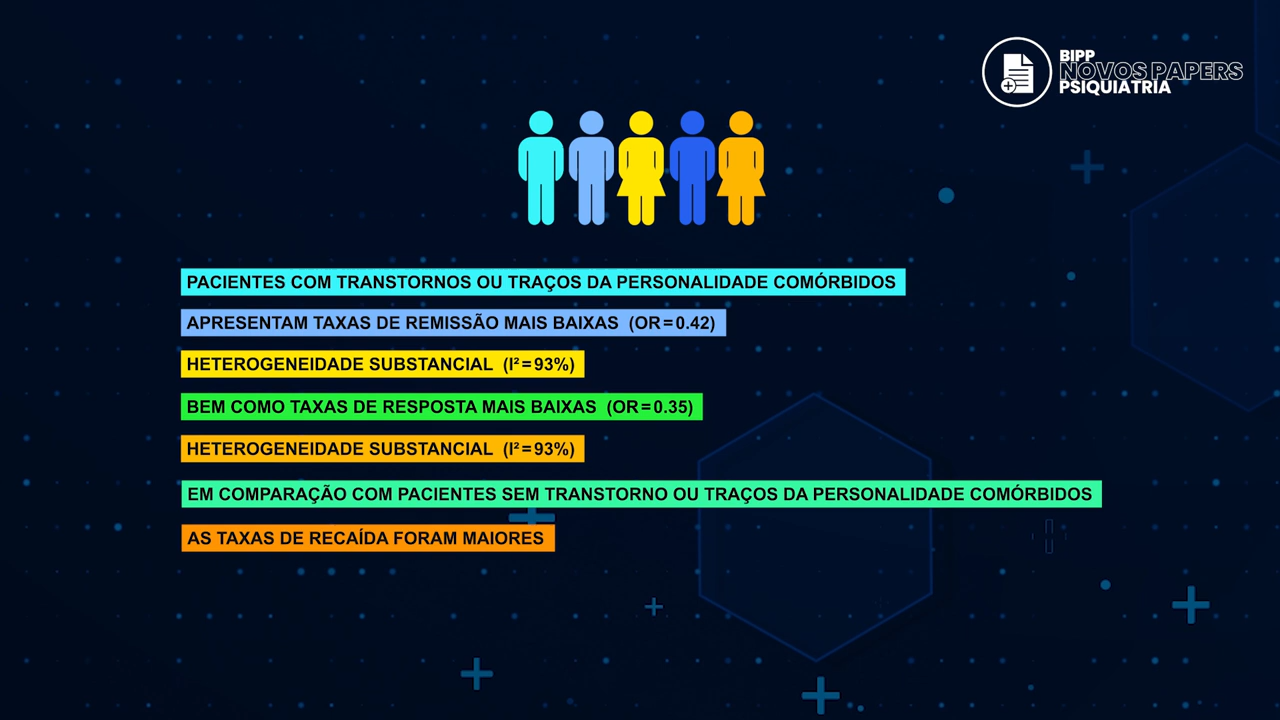 BIPP
NOVOS PAPERS
PSIQUIATRIA
PACIENTES COM TRANSTORNOS OU TRAÇOS DA PERSONALIDADE COMÓRBIDOS
APRESENTAM TAXAS DE REMISSÃO MAIS BAIXAS (OR=0.42)
HETEROGENEIDADE SUBSTANCIAL (I²=93%)
BEM COMO TAXAS DE RESPOSTA MAIS BAIXAS (OR=0.35)
HETEROGENEIDADE SUBSTANCIAL (I²=93%)
EM COMPARAÇÃO COM PACIENTES SEM TRANSTORNO OU TRAÇOS DA PERSONALIDADE COMÓRBIDOS
AS TAXAS DE RECAÍDA FORAM MAIORES